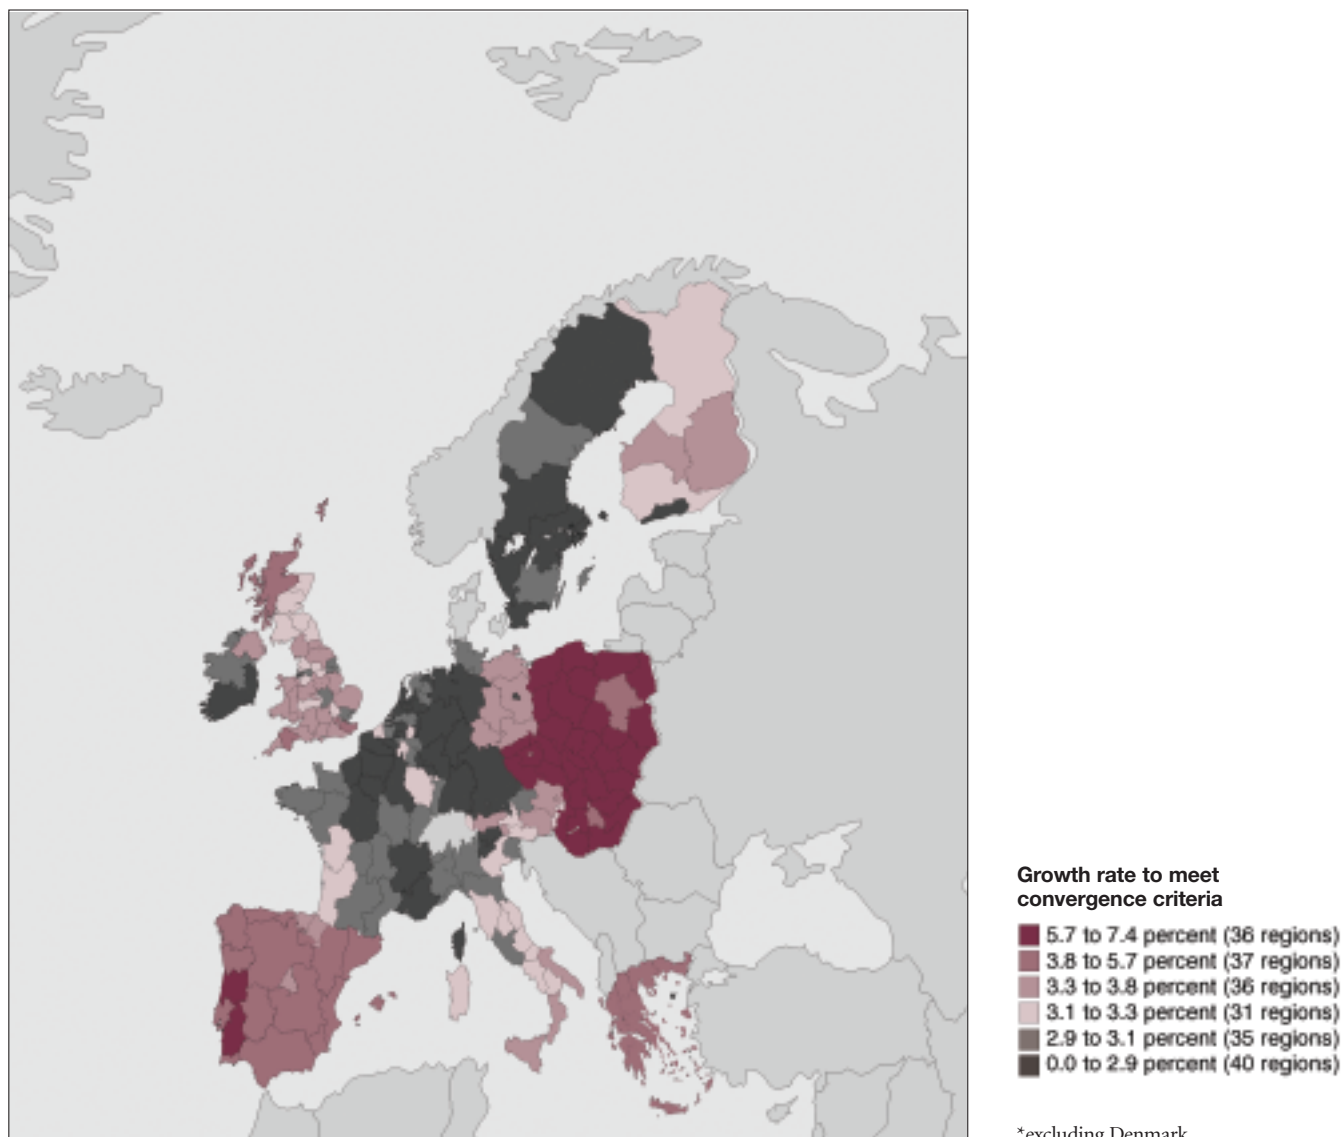 Growth rate to meet
convergence criteria
5.7 to 7.4 percent (36 regions)
3.8 to 5.7 percent (37 regions)
3.3 to 3.8 percent (36 regions)
3.1 to 3.3 percent (31 regions)
2.9 to 3.1 percent (35 regions)
0.0 to 2.9 percent (40 regions)
*excluding Denmark